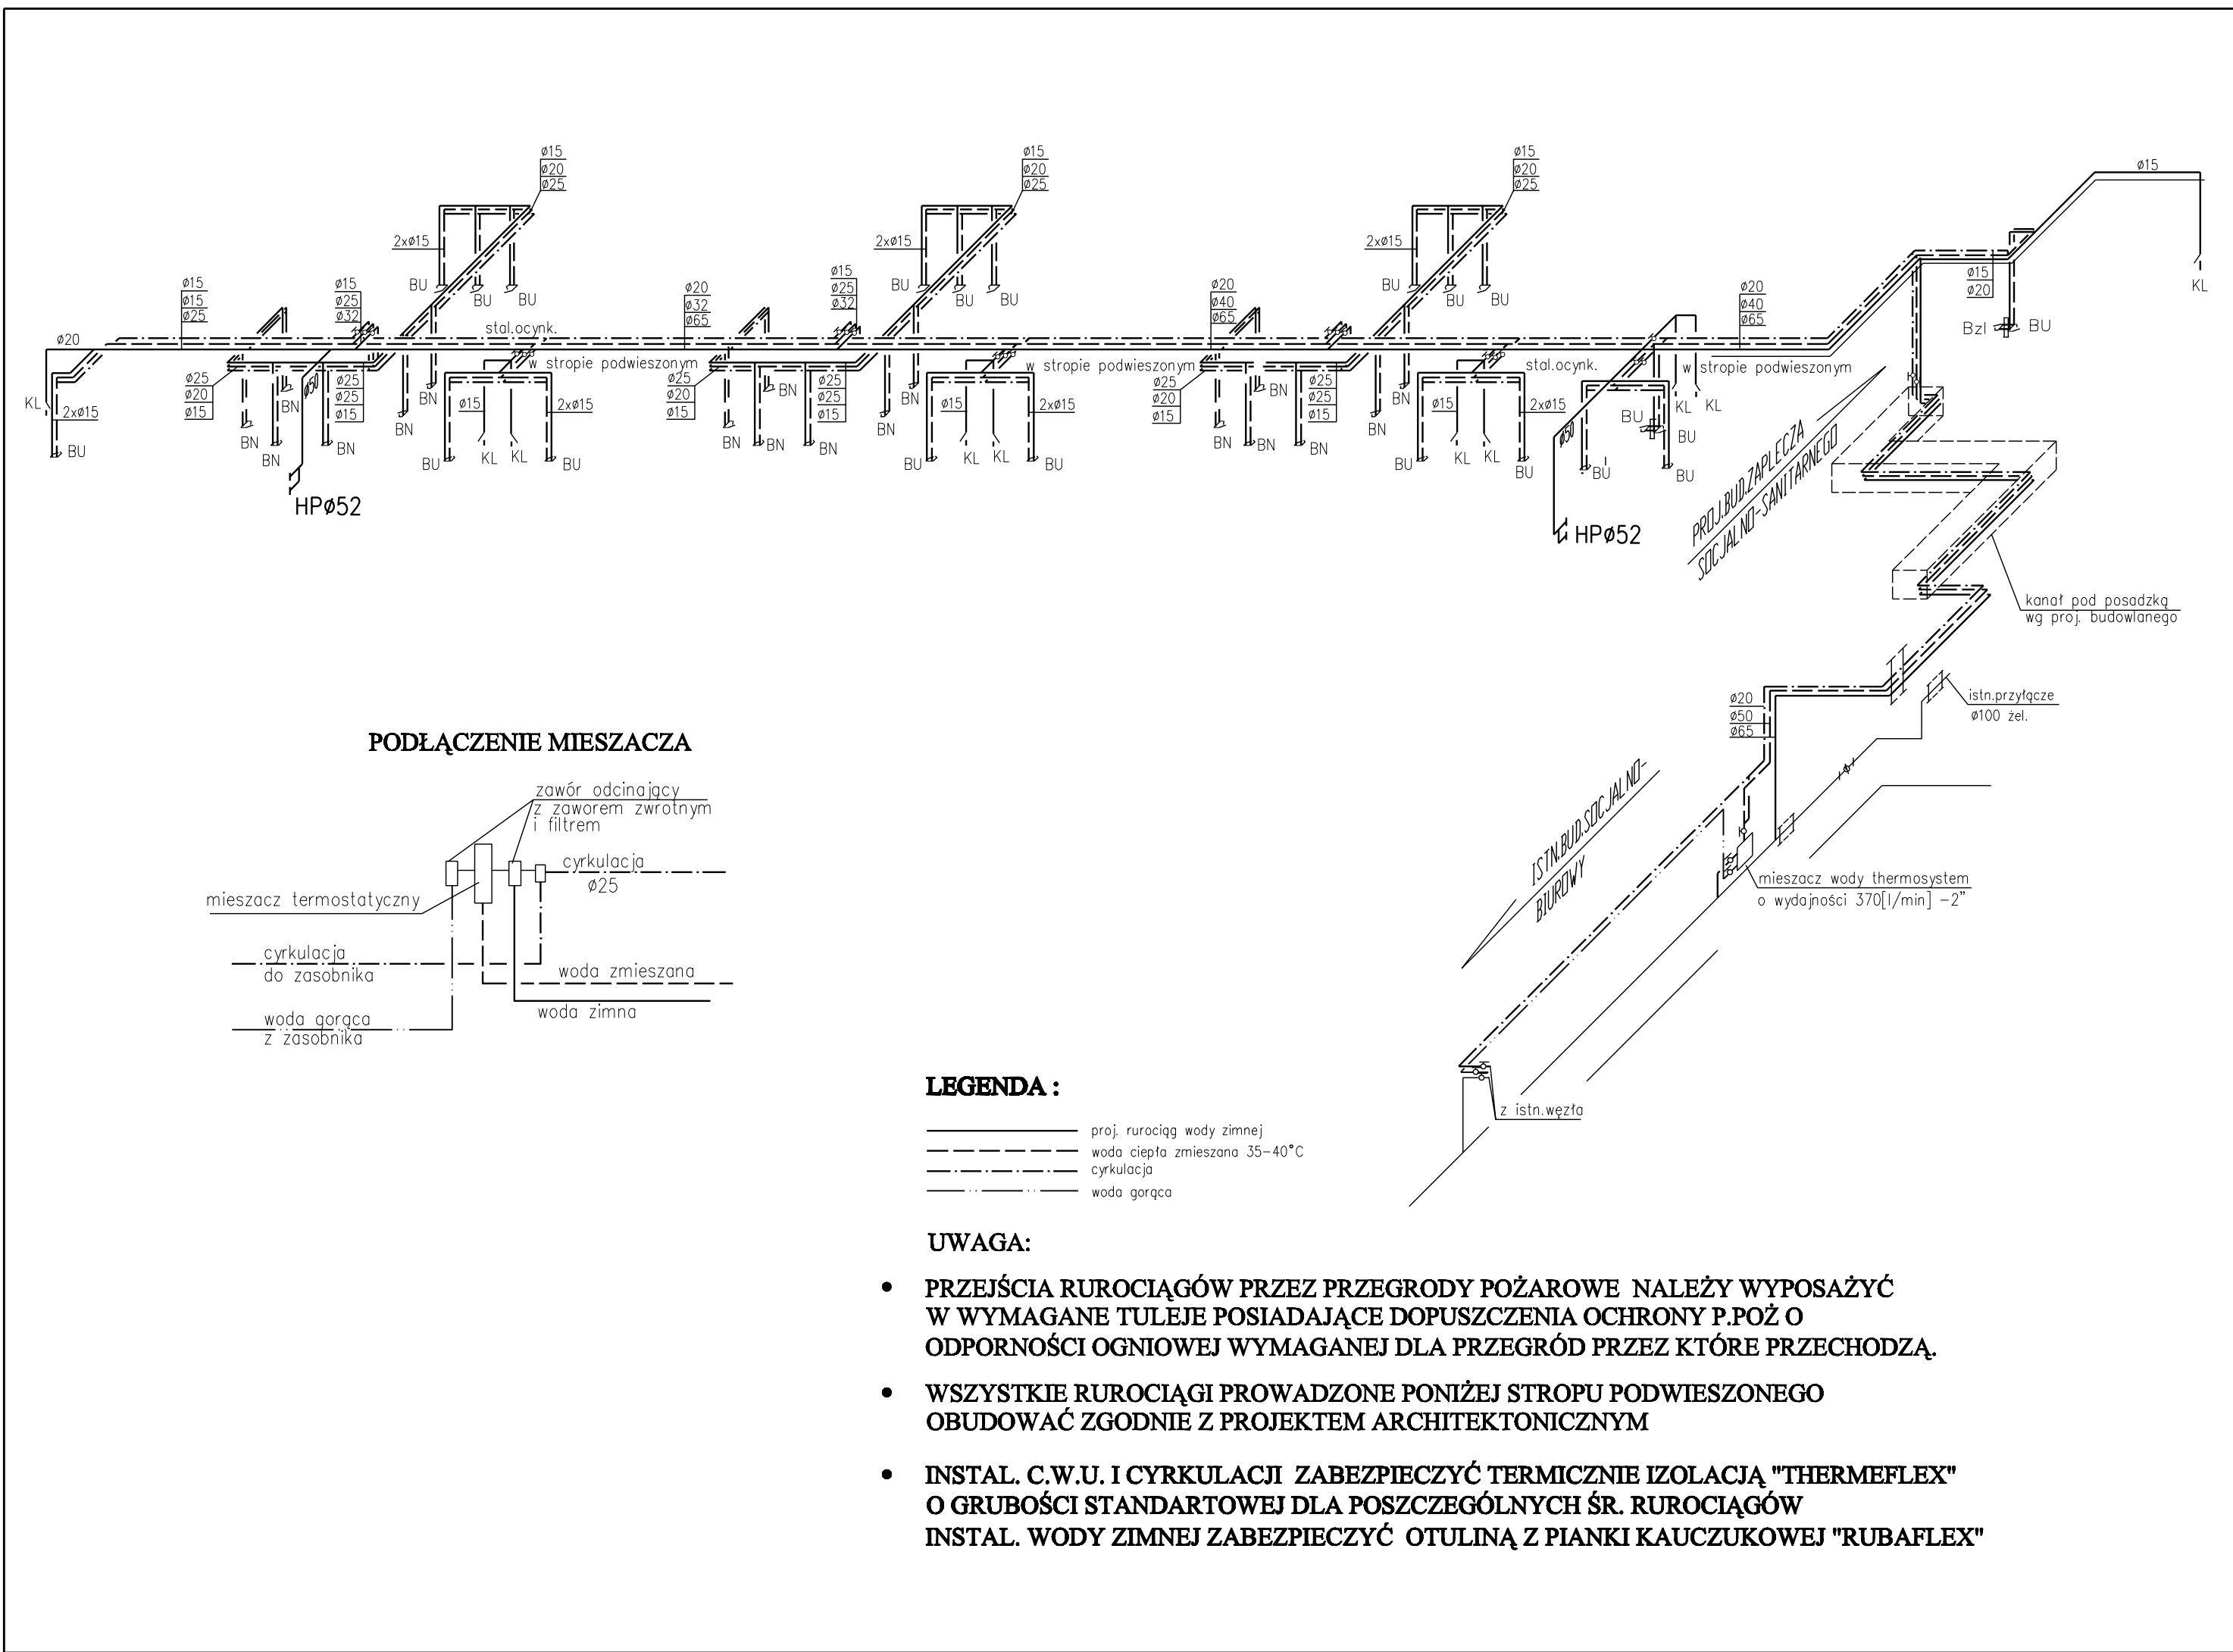 ø15
ø20
ø25
ø15
ø20
ø25
ø15
ø20
ø25
ø15
2xø15
2xø15
2xø15
BU
BU
BU
BU
BU
BU
BU
BU
BU
KL
ø15
ø15
ø25
ø15
ø25
ø32
ø20
ø32
ø65
ø15
ø25
ø32
ø20
ø40
ø65
ø20
ø40
ø65
ø15
ø20
Bzl
BU
ø20
stal.ocynk.
w stropie podwieszonym
w stropie podwieszonym
stal.ocynk.
w stropie podwieszonym
KL
2xø15
BU
ø25
ø20
ø15
BN
BN
BN
ø50
ø25
ø25
ø15
BN
BN
BN
ø15
2xø15
BU
KL
KL
BU
HPø52
ø25
ø20
ø15
BN
BN
BN
ø25
ø25
ø15
BN
BN
BN
ø15
2xø15
BU
KL
KL
BU
ø25
ø20
ø15
BN
BN
BN
ø25
ø25
ø15
BN
BN
BN
ø15
2xø15
BU
KL
KL
BU
ø50
BU
BU
KL
KL
BU
BU
HPø52
PROJ.BUD.ZAPLECZA
SOCJALNO-SANITARNEGO
kanał pod posadzką
wg proj. budowlanego
istn.przyłącze
ø100 żel.
ø20
ø50
ø65
ISTN.BUD.SOCJALNO-
BIUROWY
mieszacz wody thermosystem
o wydajności 370[l/min] -2"
z istn.węzła
PODŁĄCZENIE MIESZACZA
zawór odcinający
z zaworem zwrotnym
i filtrem
cyrkulacja
ø25
mieszacz termostatyczny
cyrkulacja
do zasobnika
woda zmieszana
woda zimna
woda gorąca
z zasobnika
LEGENDA :
proj. rurociąg wody zimnej
woda ciepła zmieszana 35-40°C
cyrkulacja
woda gorąca
UWAGA:
• PRZEJŚCIA RUROCIĄGÓW PRZEZ PRZEGRODY POŻAROWE NALEŻY WYPOSAŻYĆ
W WYMAGANE TULEJE POSIADAJĄCE DOPUSZCZENIA OCHRONY P.POŻ O
ODPORNOŚCI OGNIOWEJ WYMAGANEJ DLA PRZEGRÓD PRZEZ KTÓRE PRZECHODZĄ.
• WSZYSTKIE RUROCIĄGI PROWADZONE PONIŻEJ STROPU PODWIESZONEGO
OBUDOWAĆ ZGODNIE Z PROJEKTEM ARCHITEKTONICZNYM
• INSTAL. C.W.U. I CYRKULACJI ZABEZPIECZYĆ TERMICZNIE IZOLACJĄ "THERMEFLEX"
O GRUBOŚCI STANDARTOWEJ DLA POSZCZEGÓLNYCH ŚR. RUROCIĄGÓW
INSTAL. WODY ZIMNEJ ZABEZPIECZYĆ OTULINĄ Z PIANKI KAUCZUKOWEJ "RUBAFLEX"